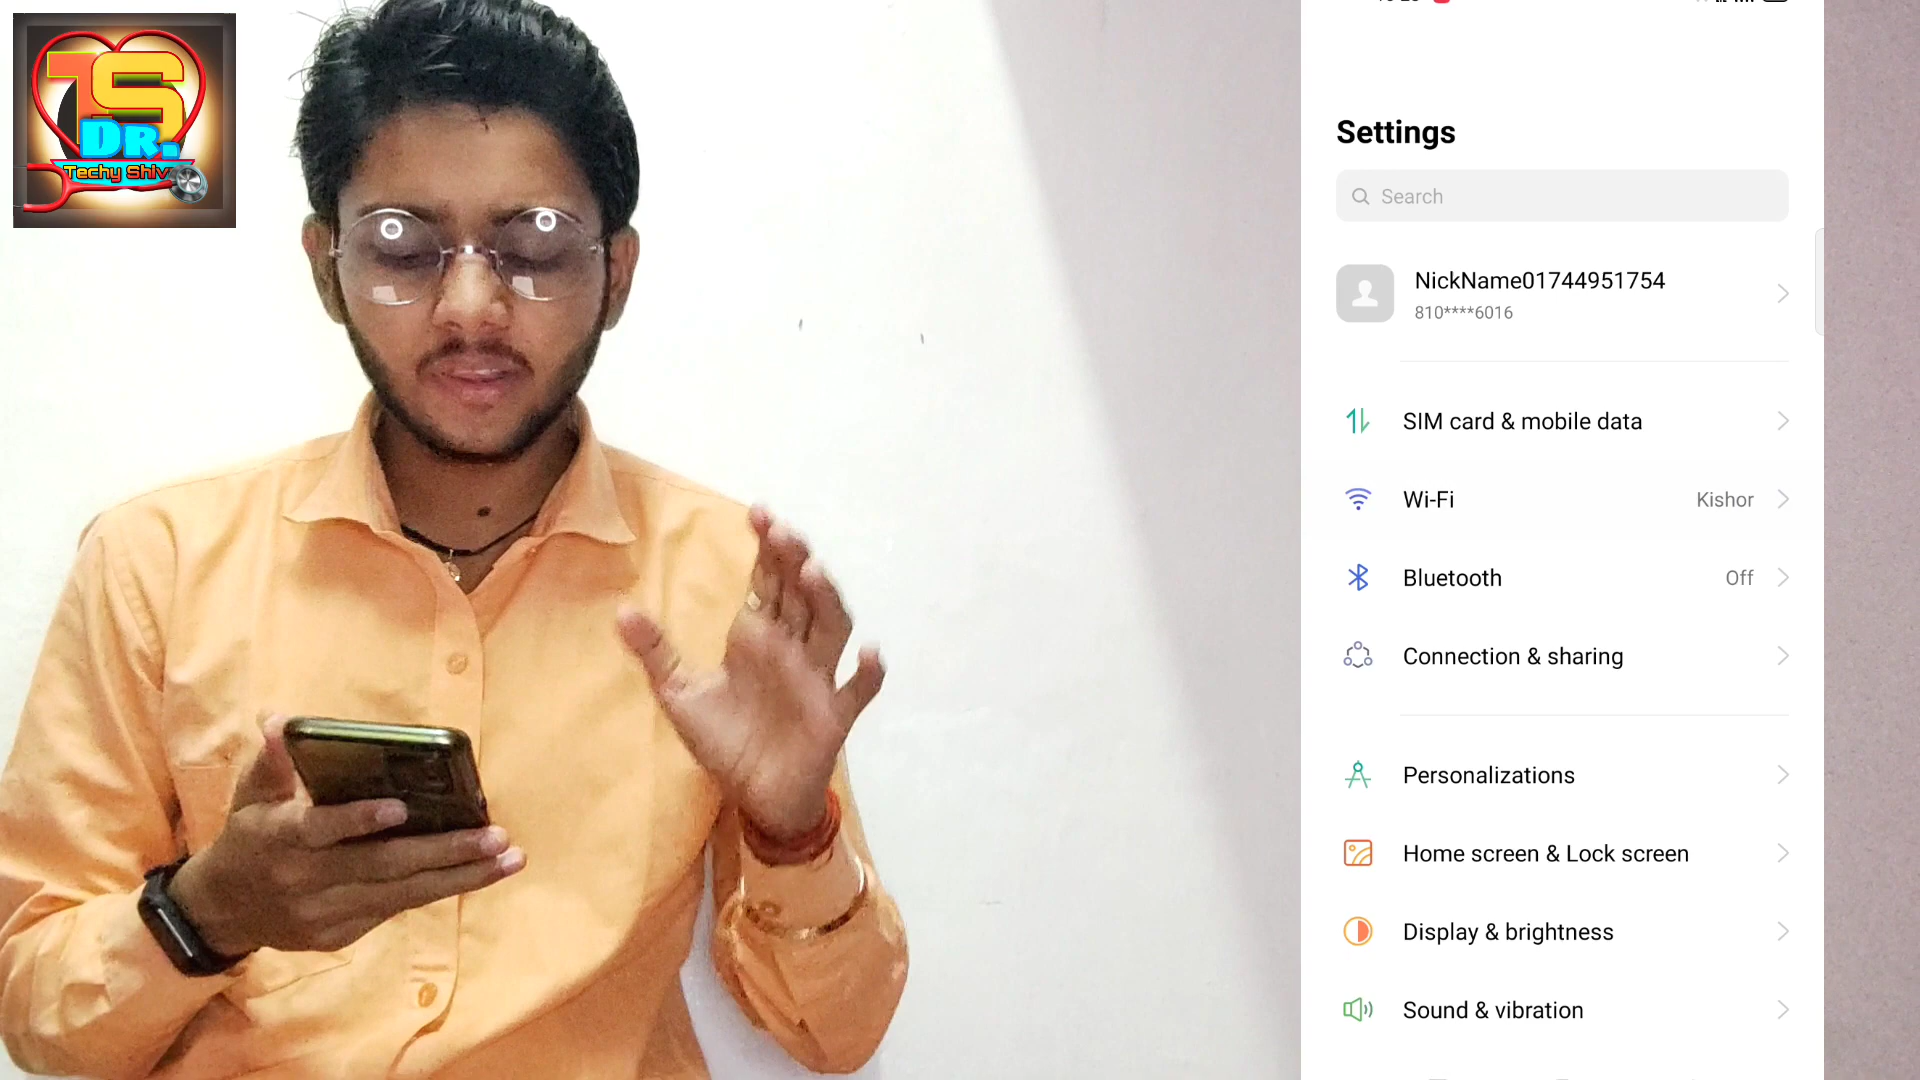 TS
Dr.
Techy Shiv
Settings
Search
NickName01744951754
810****6016
SIM card & mobile data
Wi-Fi Kishor
Bluetooth Off
Connection & sharing
Personalizations
Home screen & Lock screen
Display & brightness
Sound & vibration